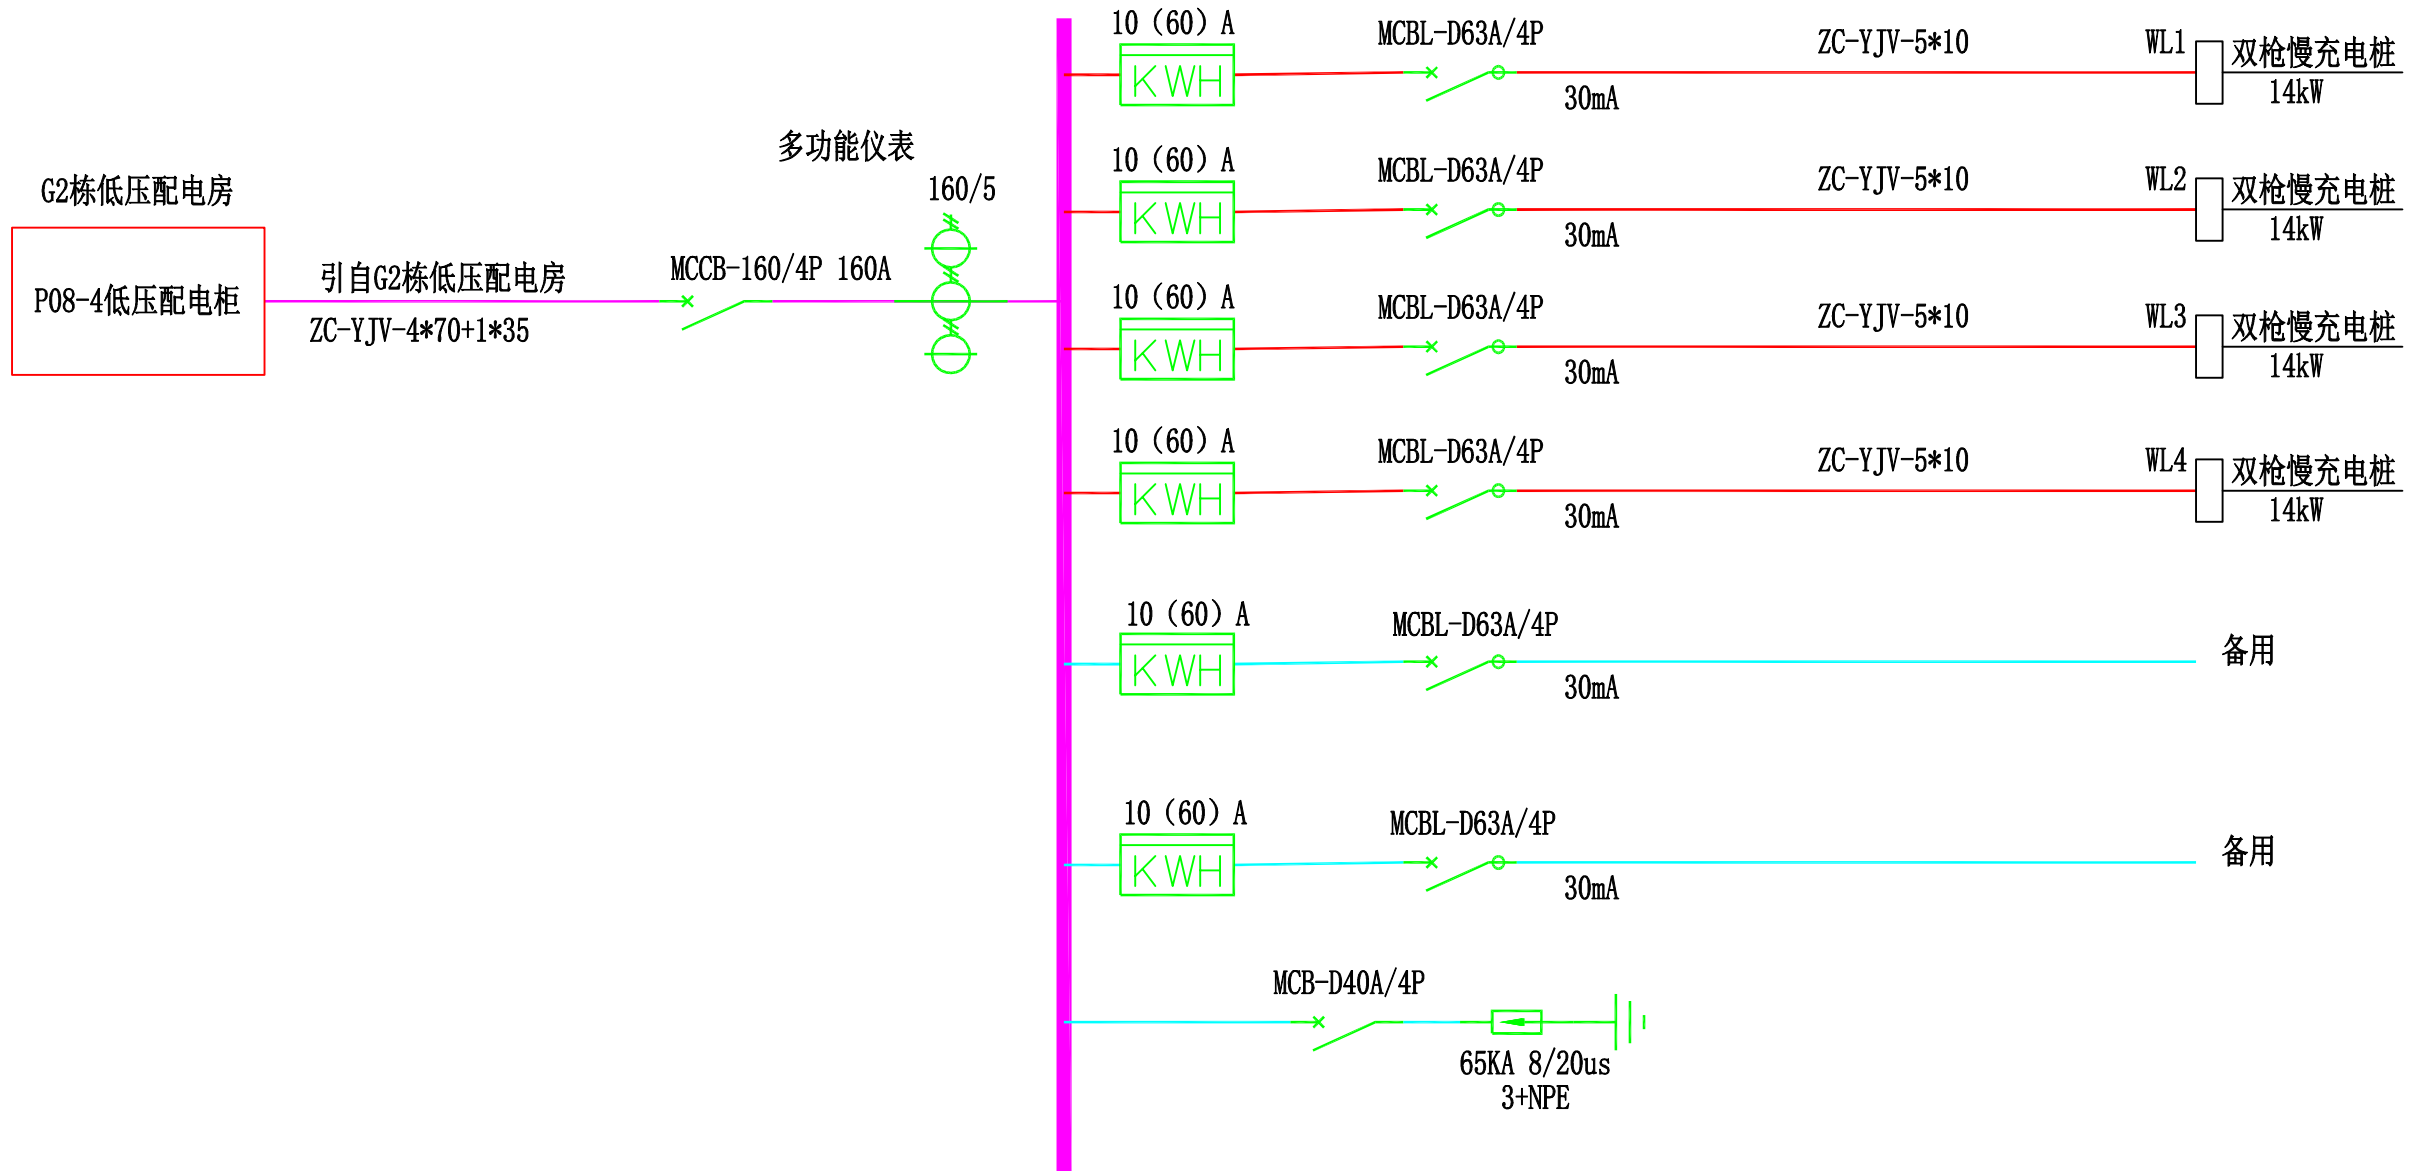 G2栋低压配电房
P08-4低压配电柜
引自G2栋低压配电房
ZC-YJV-4*70+1*35
MCCB-160/4P 160A
多功能仪表
160/5
10（60）A
KWH
MCBL-D63A/4P
30mA
ZC-YJV-5*10
WL1
双枪慢充电桩
14kW
10（60）A
KWH
MCBL-D63A/4P
30mA
ZC-YJV-5*10
WL2
双枪慢充电桩
14kW
10（60）A
KWH
MCBL-D63A/4P
30mA
ZC-YJV-5*10
WL3
双枪慢充电桩
14kW
10（60）A
KWH
MCBL-D63A/4P
30mA
ZC-YJV-5*10
WL4
双枪慢充电桩
14kW
10（60）A
KWH
MCBL-D63A/4P
30mA
备用
10（60）A
KWH
MCBL-D63A/4P
30mA
备用
MCB-D40A/4P
65KA 8/20us
3+NPE